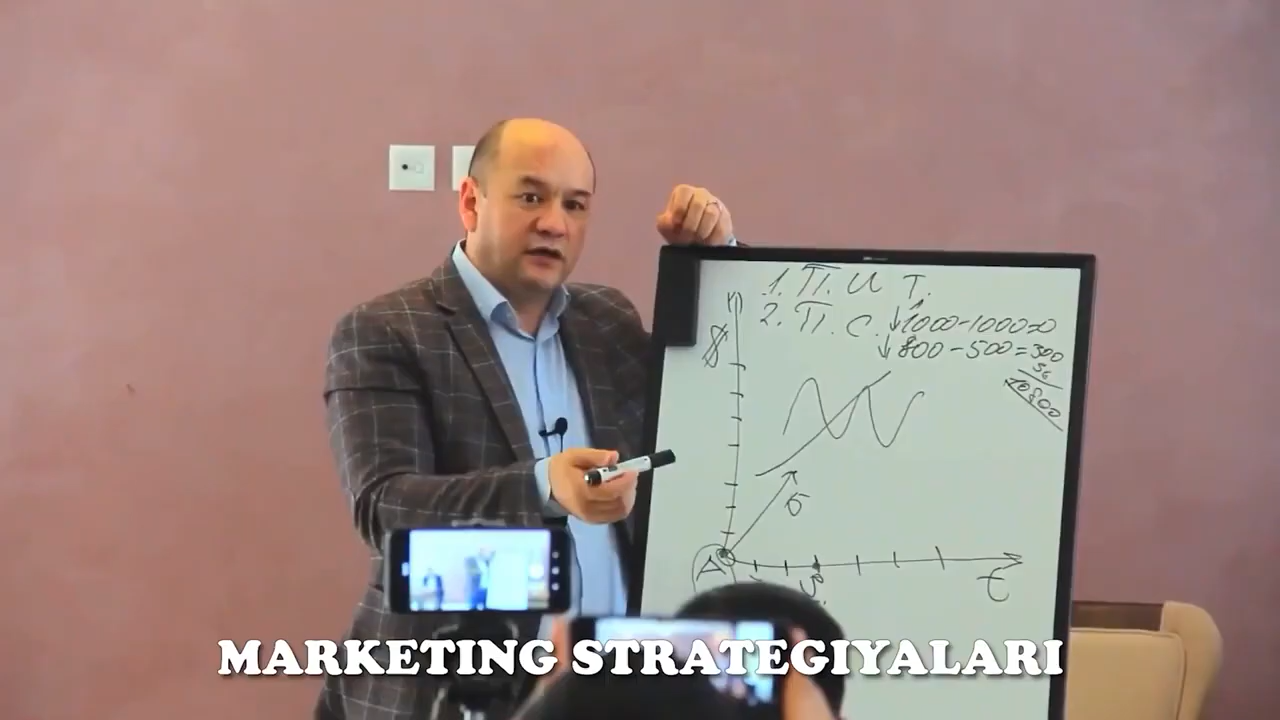 1. П. И Т.
2. П. С. ↓1000-1000=0
↓800-500=300
$
Б
A
t
MARKETING STRATEGIYALARI